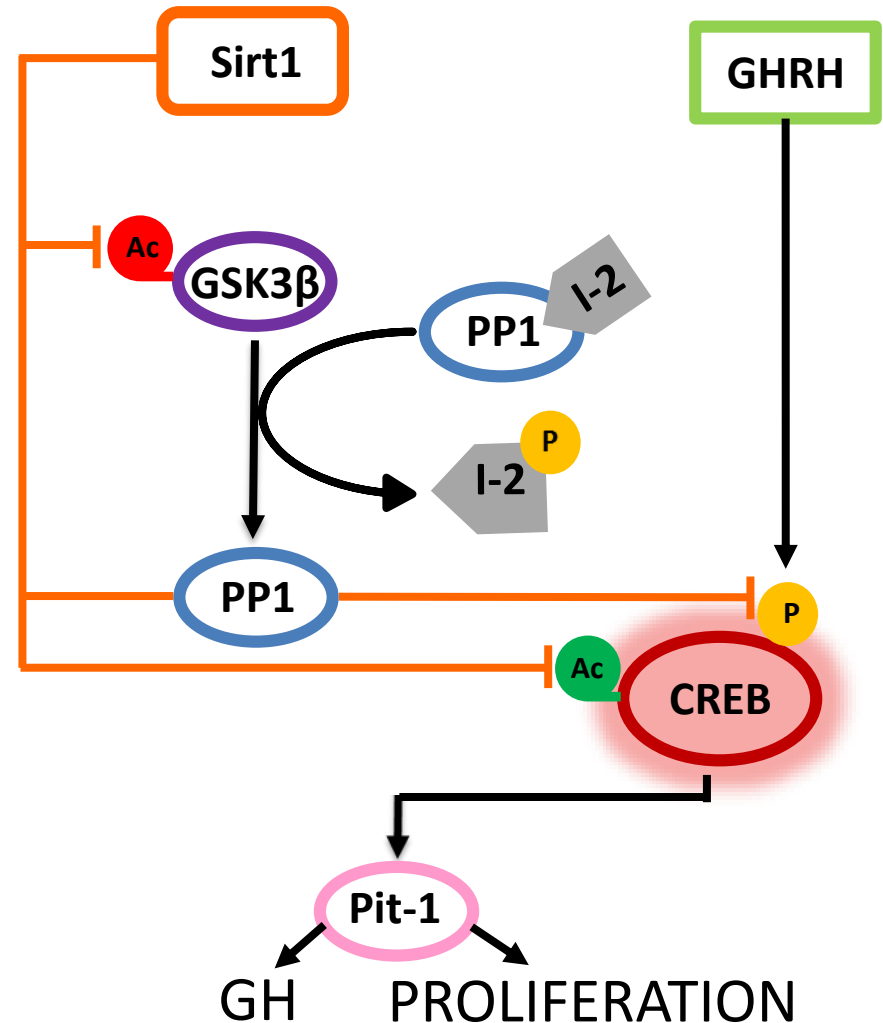 Sirt1
GHRH
Ac
GSK3β
I-2
PP1
P
I-2
PP1
P
Ac
CREB
Pit-1
GH
PROLIFERATION